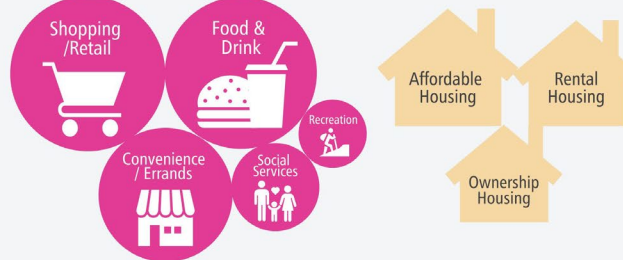 Shopping
/Retail
Food &
Drink
Recreation
Convenience
/ Errands
Social
Services
Affordable
Housing
Rental
Housing
Ownership
Housing